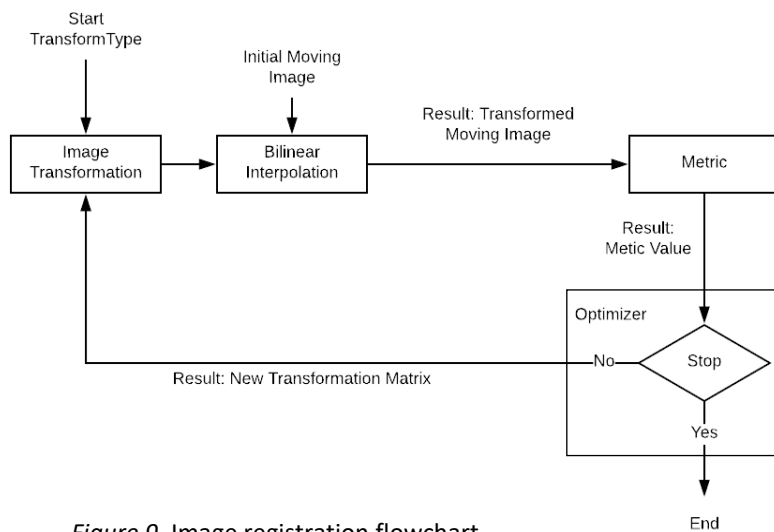 Start
TransformType
Initial Moving
Image
Result: Transformed
Moving Image
Image
Transformation
Bilinear
Interpolation
Metric
Result:
Metic Value
Optimizer
No
Stop
Result: New Transformation Matrix
Yes
End
Figure 9. Image registration flowchart